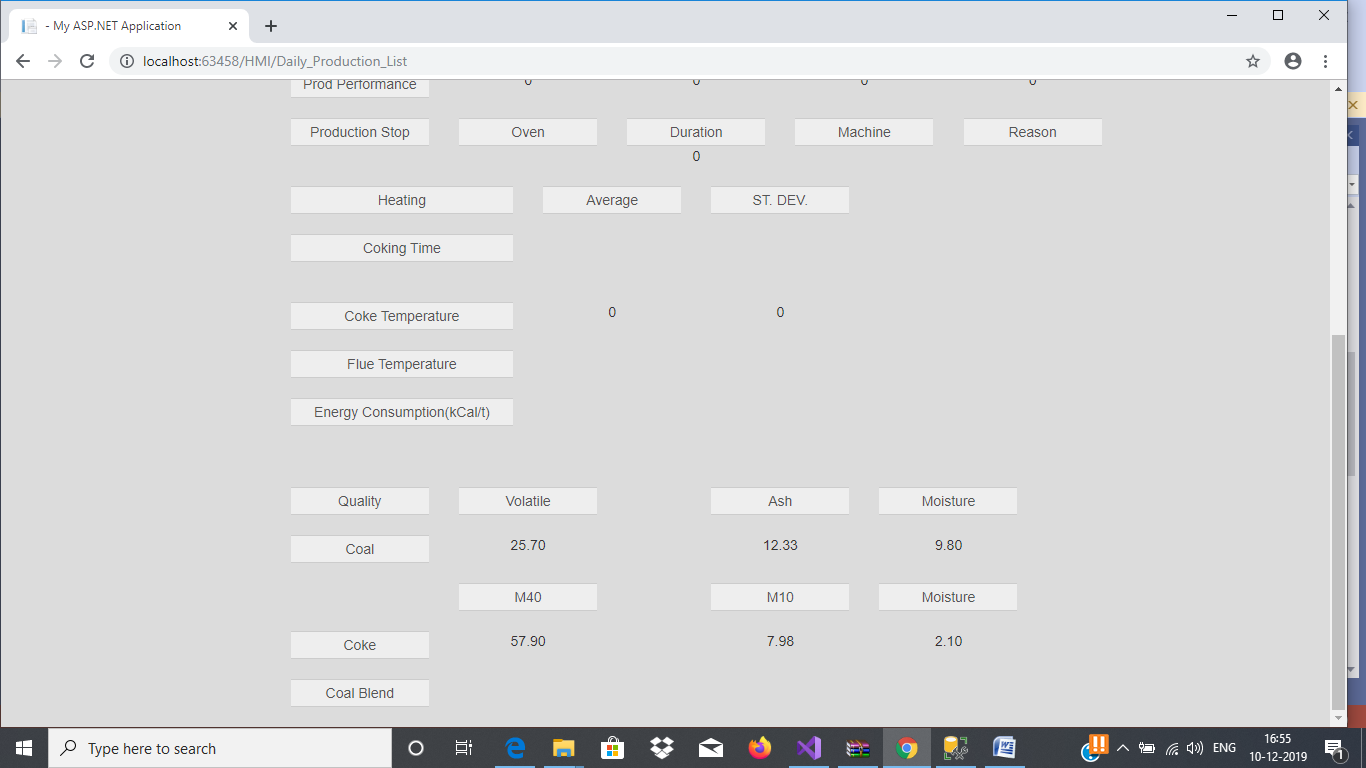 - My ASP.NET Application
localhost:63458/HMI/Daily_Production_List
Prod Performance 0 0 0 0
Production Stop Oven Duration Machine Reason
0
Heating Average ST. DEV.
Coking Time
Coke Temperature 0 0
Flue Temperature
Energy Consumption(kCal/t)
Quality Volatile Ash Moisture
Coal 25.70 12.33 9.80
M40 M10 Moisture
Coke 57.90 7.98 2.10
Coal Blend
Type here to search
ENG
16:55
10-12-2019
1